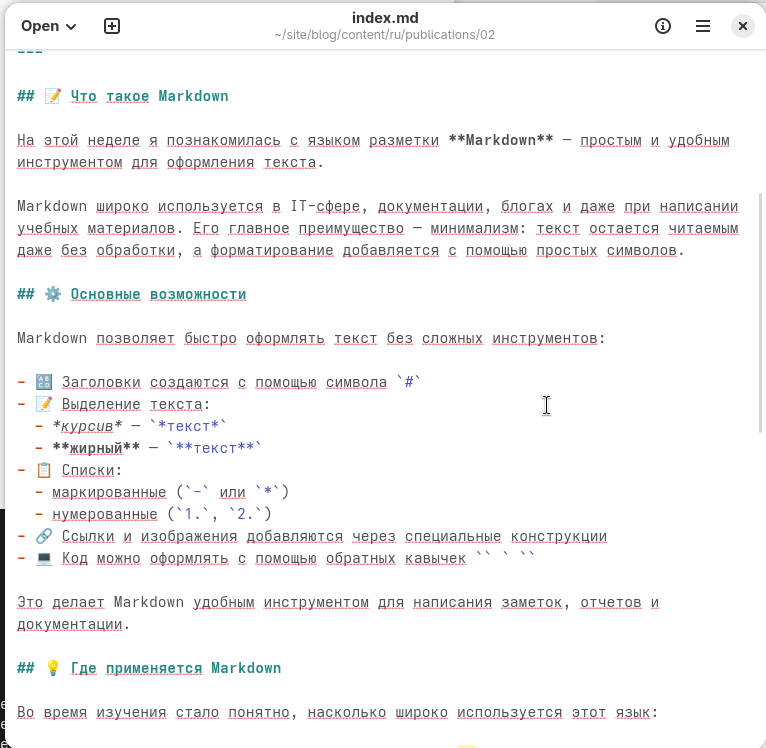 Open
index.md
~/site/blog/content/ru/publications/02
## 📝 Что такое Markdown
На этой неделе я познакомилась с языком разметки **Markdown** — простым и удобным
инструментом для оформления текста.
Markdown широко используется в IT-сфере, документации, блогах и даже при написании
учебных материалов. Его главное преимущество — минимализм: текст остается читаемым
даже без обработки, а форматирование добавляется с помощью простых символов.
## ⚙️ Основные возможности
Markdown позволяет быстро оформлять текст без сложных инструментов:
- 🔠 Заголовки создаются с помощью символа `#`
- 📝 Выделение текста:
- *курсив* — `*текст*`
- **жирный** — `**текст**`
- 📋 Списки:
- маркированные (`-` или `*`)
- нумерованные (`1.`, `2.`)
- 🔗 Ссылки и изображения добавляются через специальные конструкции
- 💻 Код можно оформлять с помощью обратных кавычек `` ` ``
Это делает Markdown удобным инструментом для написания заметок, отчетов и
документации.
## 💡 Где применяется Markdown
Во время изучения стало понятно, насколько широко используется этот язык: